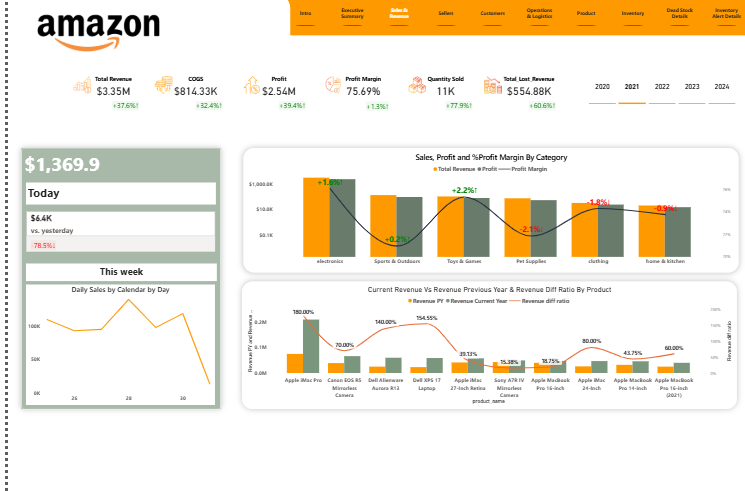 amazon
Intro
Executive
Summary
Sales &
Revenue
Sellers
Customers
Operations
& Logistics
Product
Inventory
Dead Stock
Details
Inventory
Alert Details
Total Revenue
$3.35M
+37.6%↑
COGS
$814.33K
+32.4%↑
Profit
$2.54M
+39.4%↑
Profit Margin
75.69%
+1.3%↑
Quantity Sold
11K
+77.9%↑
Total_Lost_Revenue
$554.88K
+60.6%↑
2020 2021 2022 2023 2024
$1,369.9
Today
$6.4K
vs. yesterday
-78.5%↓
This week
Daily Sales by Calendar by Day
100K
50K
0K
26 28 30
Sales, Profit and %Profit Margin By Category
Total Revenue Profit Profit Margin
$1,000.0K
$10.0K
$0.1K
+1.6%↑
+0.2%↑
+2.2%↑
-2.1%↓
-1.8%↓
-0.9%↓
electronics Sports & Outdoors Toys & Games Pet Supplies clothing home & kitchen
Current Revenue Vs Revenue Previous Year & Revenue Diff Ratio By Product
Revenue PY Revenue Current Year Revenue diff ratio
Revenue PY and Revenue ...
0.2M
0.1M
0.0M
180.00%
70.00%
140.00%
154.55%
39.13%
15.38%
18.75%
80.00%
43.75%
60.00%
Revenue diff ratio
Apple iMac Pro
Canon EOS R5
Mirrorless
Camera
Dell Alienware
Aurora R13
Dell XPS 17
Laptop
Apple iMac
27-inch Retina
Sony A7R IV
Mirrorless
Camera
Apple MacBook
Pro 16-inch
Apple iMac
24-inch
Apple MacBook
Pro 14-inch
Apple MacBook
Pro 16-inch
(2021)
product_name